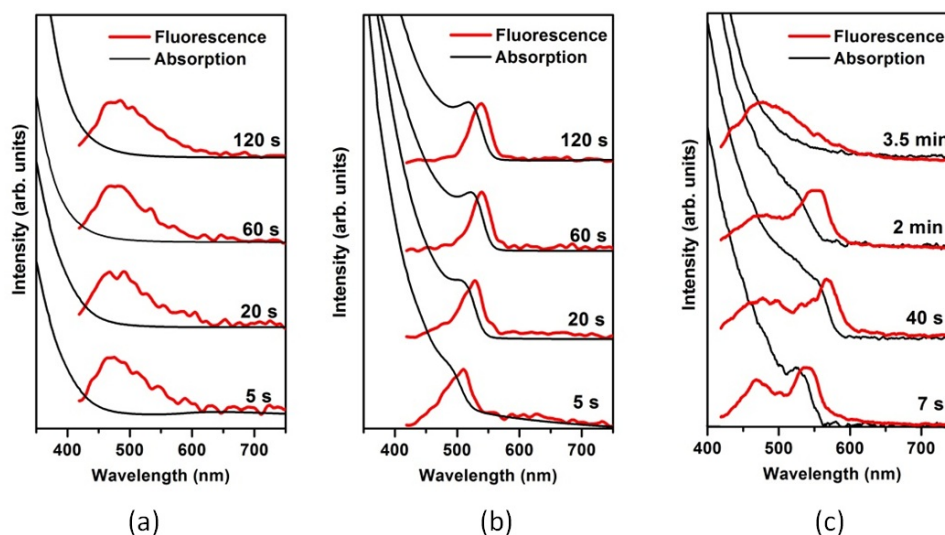 Intensity (arb. units)
Fluorescence
Absorption
120 s
60 s
20 s
5 s
400 500 600 700
Wavelength (nm)
(a)
Intensity (arb. units)
Fluorescence
Absorption
120 s
60 s
20 s
5 s
400 500 600 700
Wavelength (nm)
(b)
Intensity (arb. units)
Fluorescence
Absorption
3.5 min
2 min
40 s
7 s
400 500 600 700
Wavelength (nm)
(c)